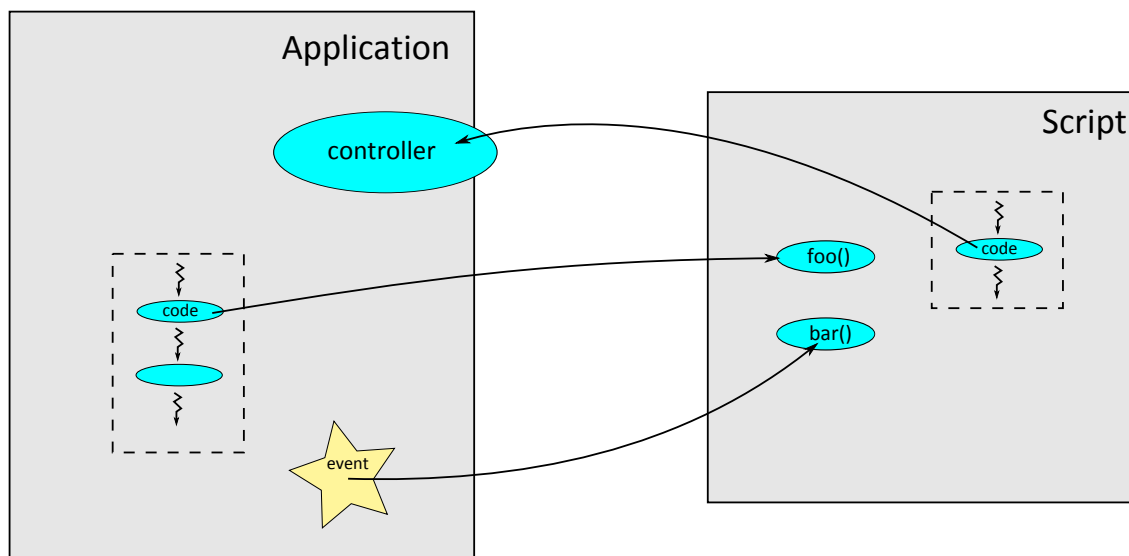 Application
controller
code
event
Script
code
foo()
bar()